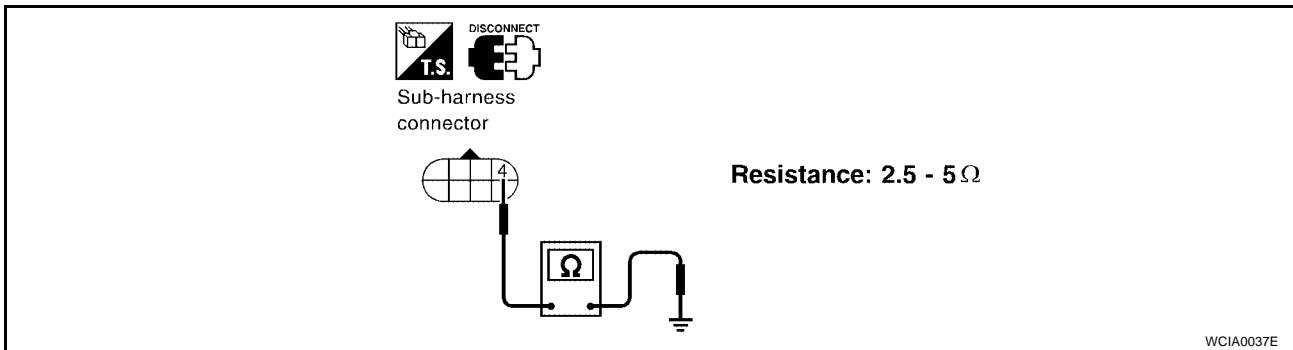 DISCONNECT
T.S.
Sub-harness
connector
4
Resistance: 2.5 - 5Ω
Ω
WCIA0037E